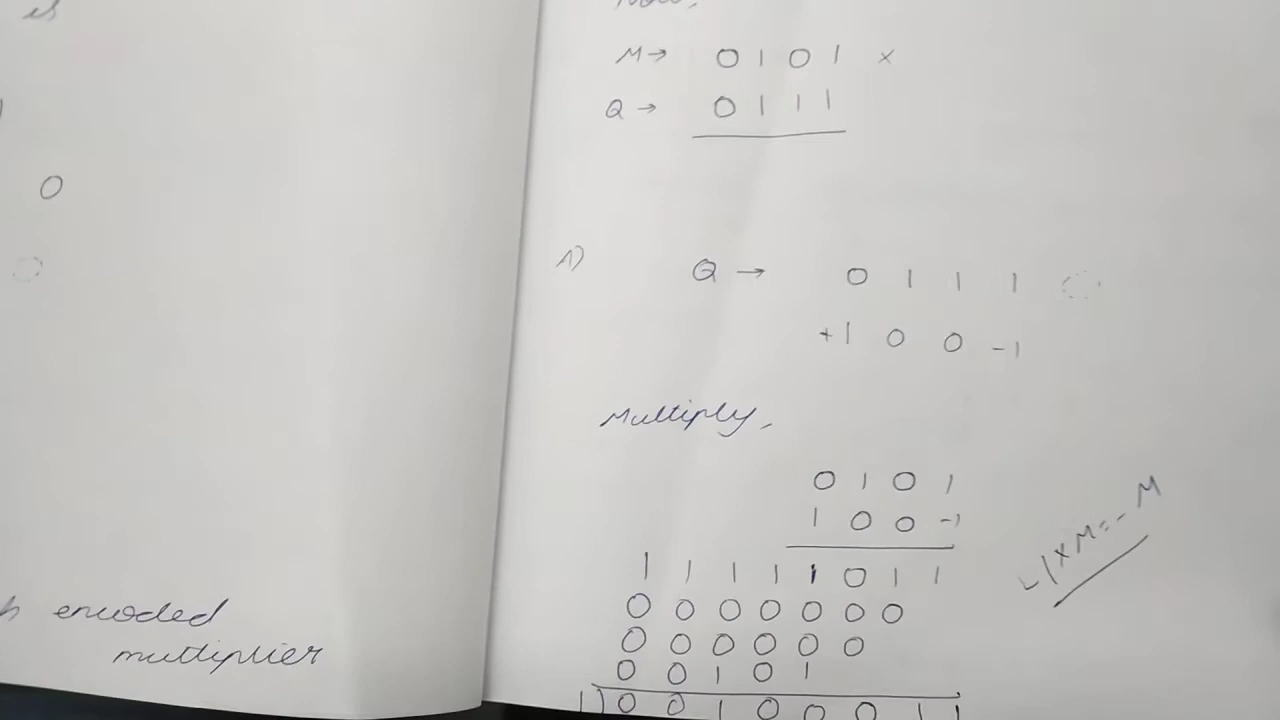 0
encoded
multiplier
M → 0 1 0 1 ×
Q → 0 1 1 1
1) Q → 0 1 1 1
+1 0 0 -1
Multiply,
0 1 0 1
1 0 0 -1
1 1 1 1 1 0 1 1
0 0 0 0 0 0 0
0 0 0 0 0 0
0 0 1 0 1
1) 0 0 1 0 0 0 1 1
-1 × M = - M